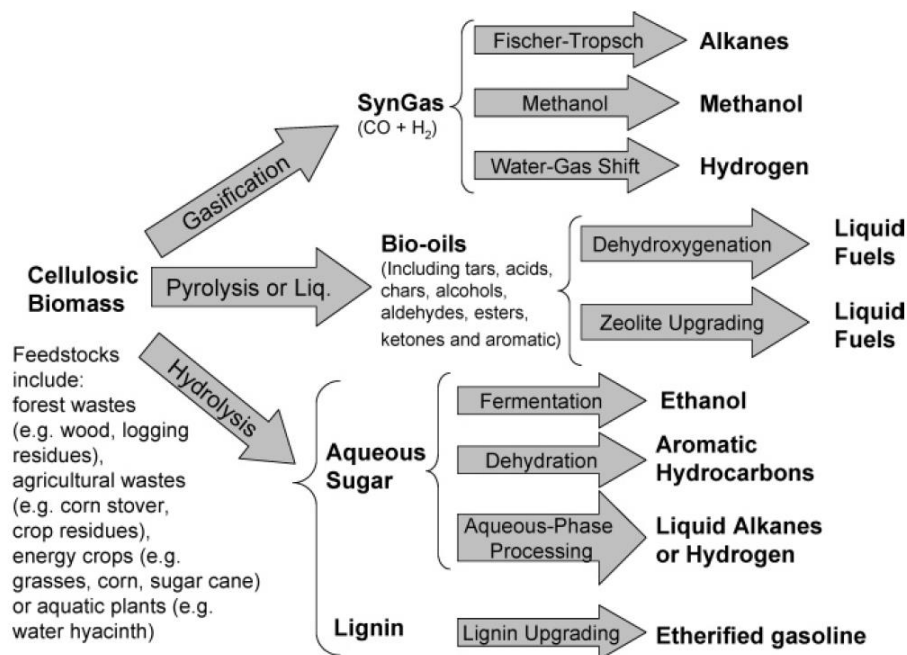 Fischer-Tropsch
Alkanes
SynGas
(CO + H₂)
Methanol
Methanol
Water-Gas Shift
Hydrogen
Gasification
Cellulosic
Biomass
Pyrolysis or Liq.
Bio-oils
(Including tars, acids,
chars, alcohols,
aldehydes, esters,
ketones and aromatic)
Dehydroxygenation
Liquid
Fuels
Zeolite Upgrading
Liquid
Fuels
Feedstocks
include:
forest wastes
(e.g. wood, logging
residues),
agricultural wastes
(e.g. corn stover,
crop residues),
energy crops (e.g.
grasses, corn, sugar cane)
or aquatic plants (e.g.
water hyacinth)
Hydrolysis
Aqueous
Sugar
Fermentation
Ethanol
Dehydration
Aromatic
Hydrocarbons
Aqueous-Phase
Processing
Liquid Alkanes
or Hydrogen
Lignin
Lignin Upgrading
Etherified gasoline